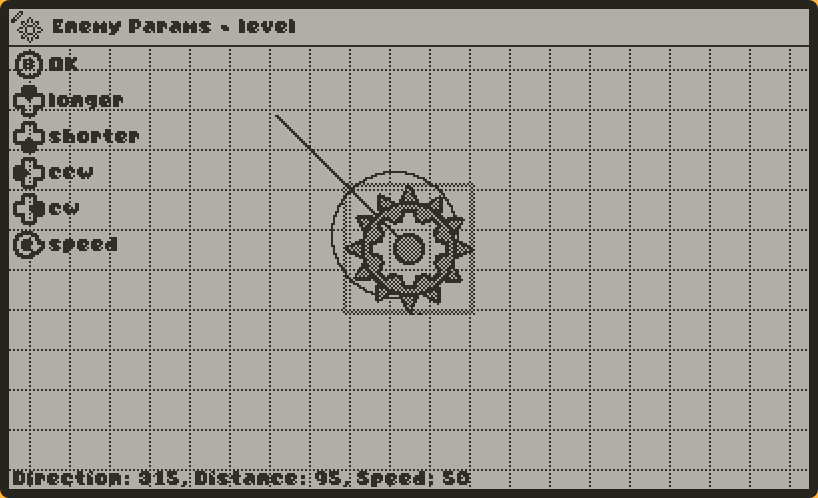 Enemy Params - level
B OK
longer
shorter
ccw
cw
speed
Direction: 315, Distance: 95, Speed: 50